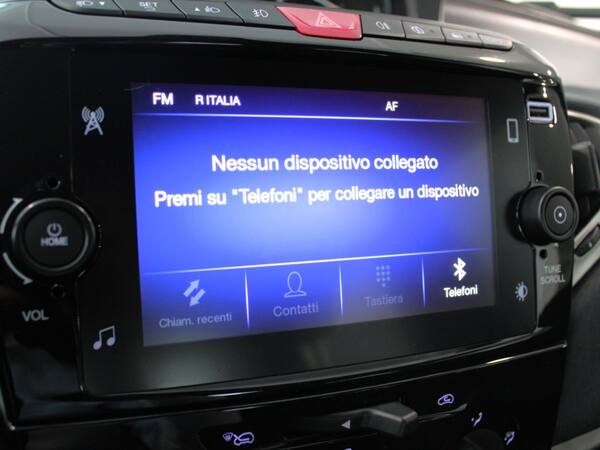 SET
FM R ITALIA AF
Nessun dispositivo collegato
Premi su "Telefoni" per collegare un dispositivo
HOME
VOL
TUNE
SCROLL
Chiam. recenti Contatti Tastiera Telefoni